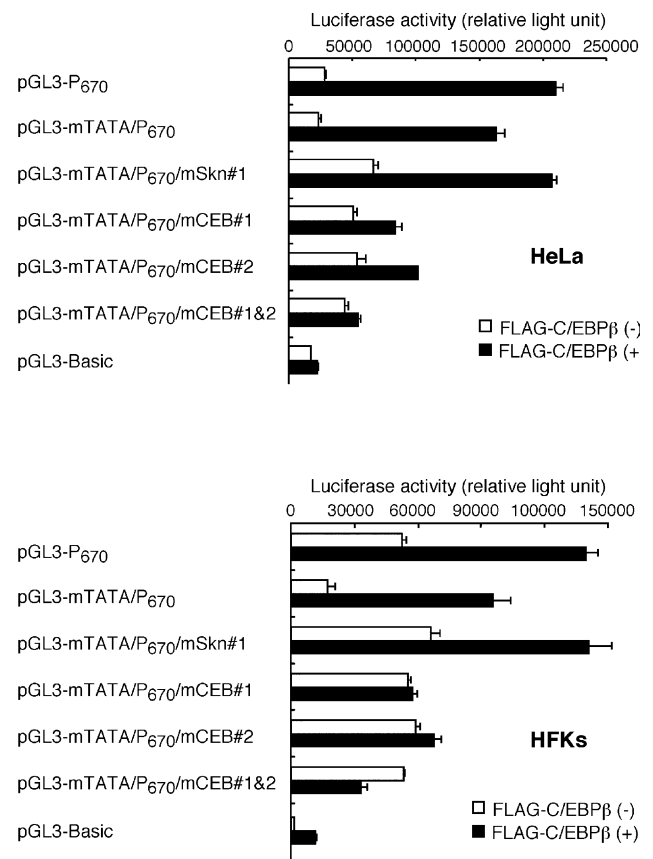 Luciferase activity (relative light unit)
0 50000 100000 150000 200000 250000
pGL3-P670
pGL3-mTATA/P670
pGL3-mTATA/P670/mSkn#1
pGL3-mTATA/P670/mCEB#1
pGL3-mTATA/P670/mCEB#2
pGL3-mTATA/P670/mCEB#1&2
pGL3-Basic
HeLa
FLAG-C/EBPβ (-)
FLAG-C/EBPβ (+
Luciferase activity (relative light unit)
0 30000 60000 90000 120000 150000
pGL3-P670
pGL3-mTATA/P670
pGL3-mTATA/P670/mSkn#1
pGL3-mTATA/P670/mCEB#1
pGL3-mTATA/P670/mCEB#2
pGL3-mTATA/P670/mCEB#1&2
pGL3-Basic
HFKs
FLAG-C/EBPβ (-)
FLAG-C/EBPβ (+)